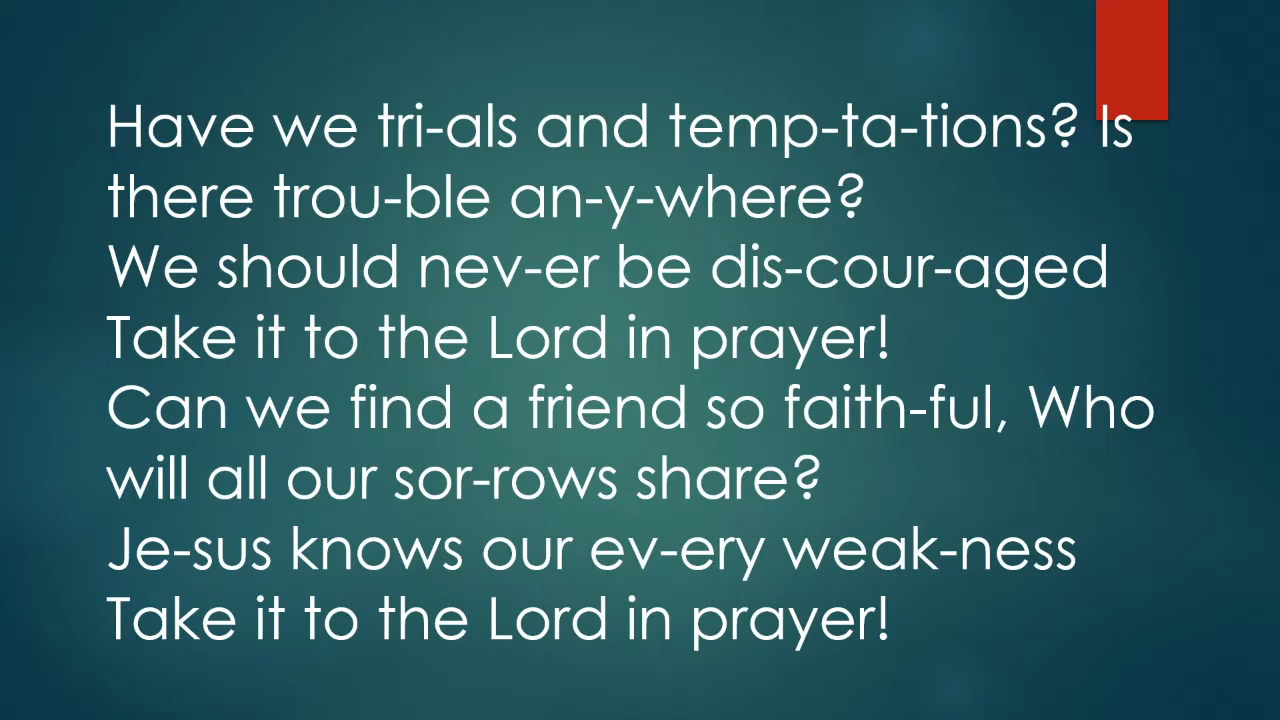 Have we tri-als and temp-ta-tions? Is
there trou-ble an-y-where?
We should nev-er be dis-cour-aged
Take it to the Lord in prayer!
Can we find a friend so faith-ful, Who
will all our sor-rows share?
Je-sus knows our ev-ery weak-ness
Take it to the Lord in prayer!